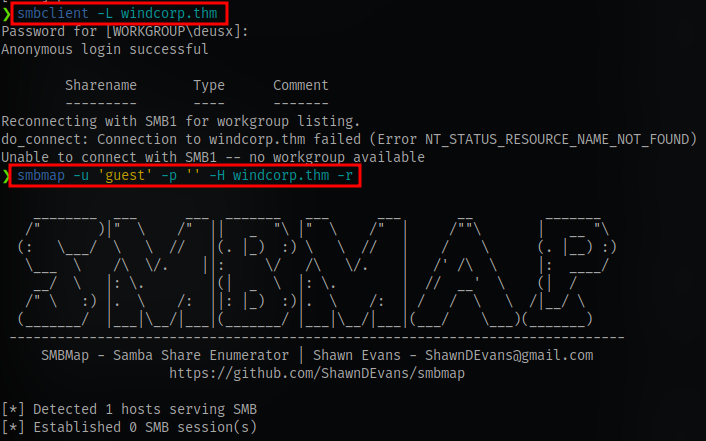 ❯ smbclient -L windcorp.thm
Password for [WORKGROUP\deusx]:
Anonymous login successful
Sharename Type Comment
--------- ---- -------
Reconnecting with SMB1 for workgroup listing.
do_connect: Connection to windcorp.thm failed (Error NT_STATUS_RESOURCE_NAME_NOT_FOUND)
Unable to connect with SMB1 -- no workgroup available
❯ smbmap -u 'guest' -p '' -H windcorp.thm -r
SMBMAP
-----------------------------------------------------------------------------
SMBMap - Samba Share Enumerator | Shawn Evans - ShawnDEvans@gmail.com
https://github.com/ShawnDEvans/smbmap
[*] Detected 1 hosts serving SMB
[*] Established 0 SMB session(s)